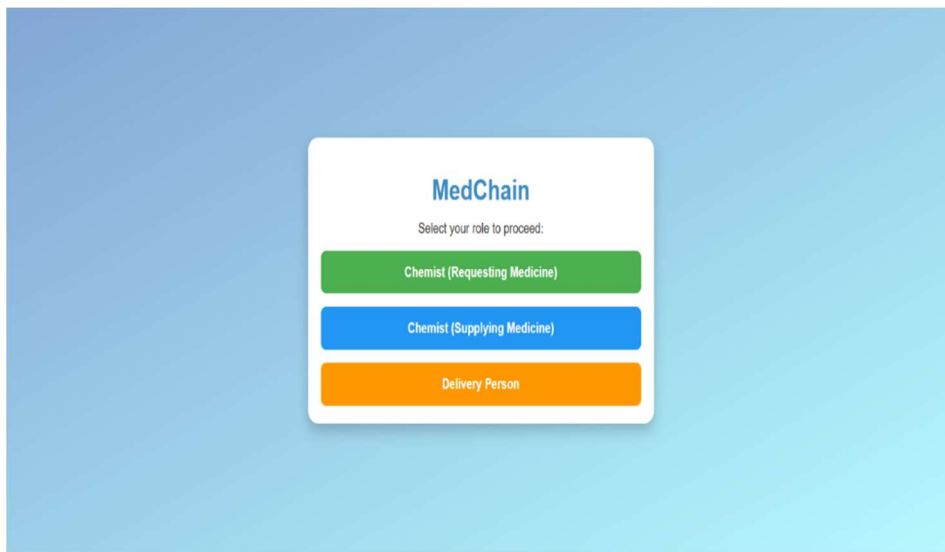 MedChain
Select your role to proceed:
Chemist (Requesting Medicine)
Chemist (Supplying Medicine)
Delivery Person